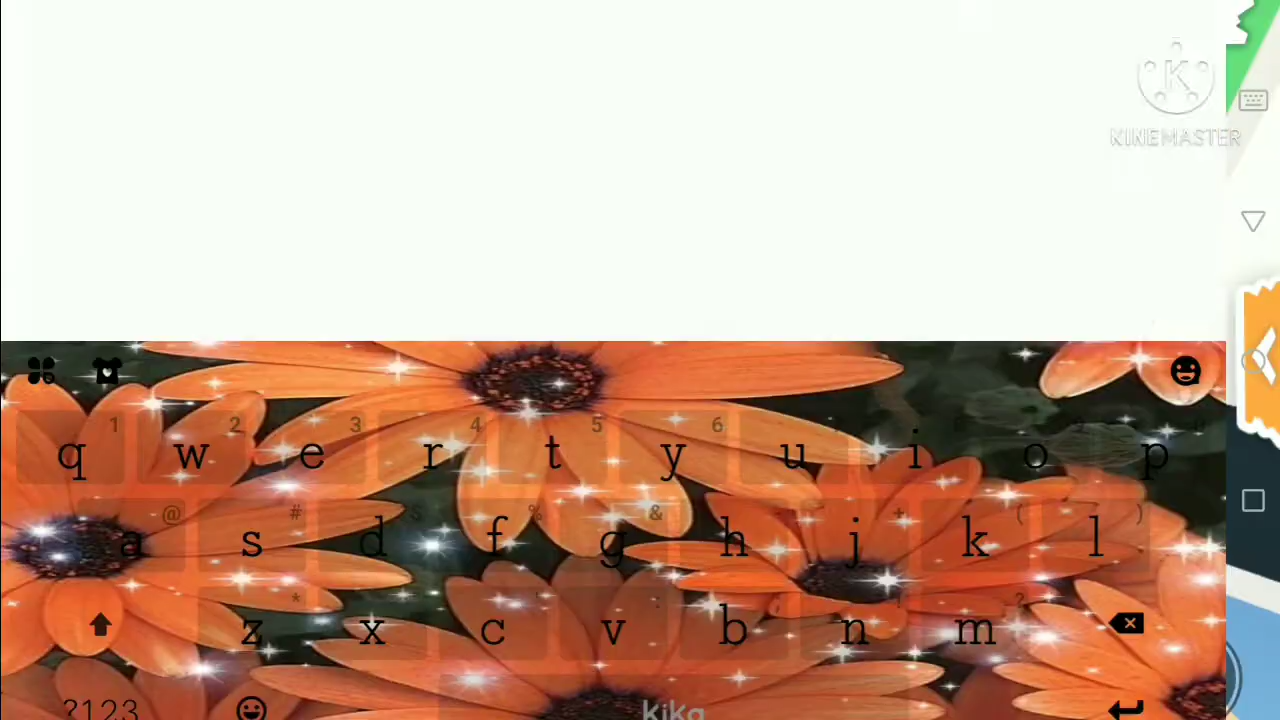 K
KINEMASTER
1 2 3 4 5 6
q w e r t y u i o p
@ # $ % & + ( )
a s d f g h j k l
* ' : ! ?
z x c v b n m
?123 kika